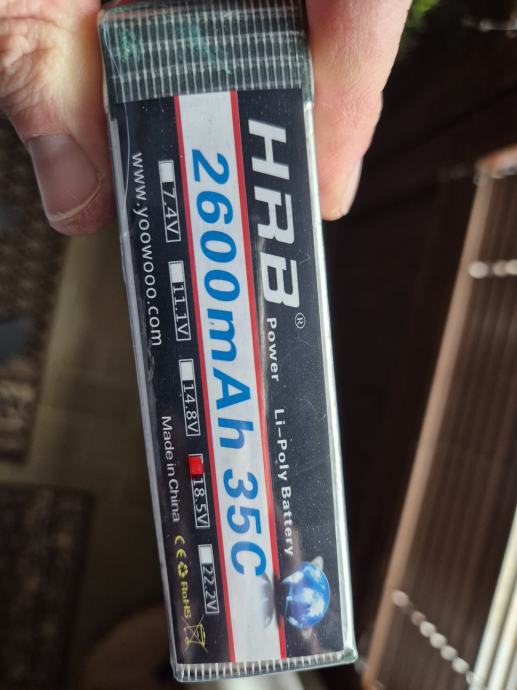 HRB®
Power Li-Poly Battery
2600mAh 35C
7.4V 11.1V 14.8V 18.5V 22.2V
www.yoowooo.com Made in China CE RoHS